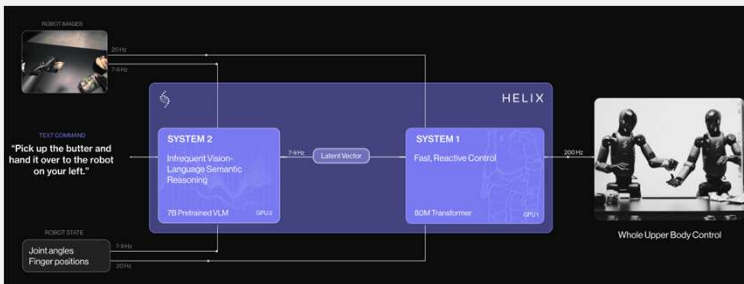 ROBOT IMAGES
20 Hz
7-9 Hz
HELIX
TEXT COMMAND
"Pick up the butter and
hand it over to the robot
on your left."
SYSTEM 2
Infrequent Vision-
Language Semantic
Reasoning
7B Pretrained VLM
GPU 2
7-9 Hz
Latent Vector
SYSTEM 1
Fast, Reactive Control
80M Transformer
GPU 1
200 Hz
Whole Upper Body Control
ROBOT STATE
Joint angles
Finger positions
7-9 Hz
20 Hz